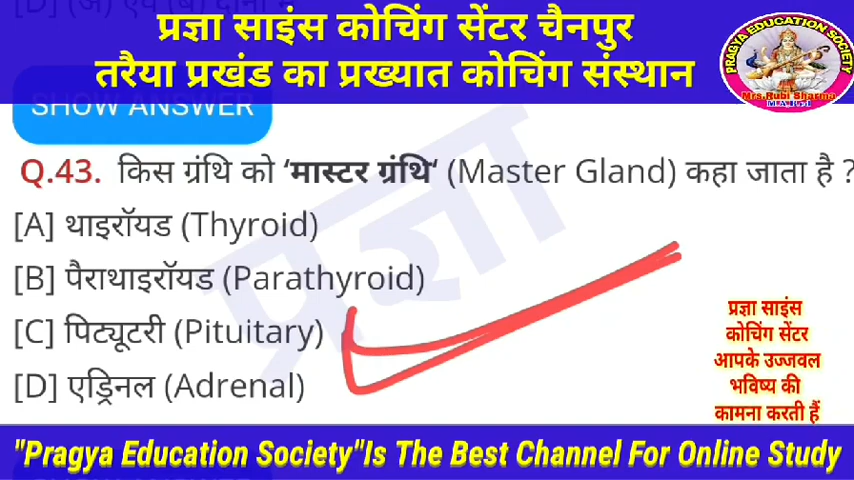 [D] (अ) एवं (ब) दोनों में
प्रज्ञा साइंस कोचिंग सेंटर चैनपुर
तरैया प्रखंड का प्रख्यात कोचिंग संस्थान
PRAGYA EDUCATION SOCIETY
Mrs.Rubi Sharma
SHOW ANSWER
Q.43. किस ग्रंथि को ‘मास्टर ग्रंथि‘ (Master Gland) कहा जाता है ?
[A] थाइरॉयड (Thyroid)
[B] पैराथाइरॉयड (Parathyroid)
[C] पिट्यूटरी (Pituitary)
[D] एड्रिनल (Adrenal)
प्रज्ञा
प्रज्ञा साइंस
कोचिंग सेंटर
आपके उज्जवल
भविष्य की
कामना करती हैं
"Pragya Education Society"Is The Best Channel For Online Study